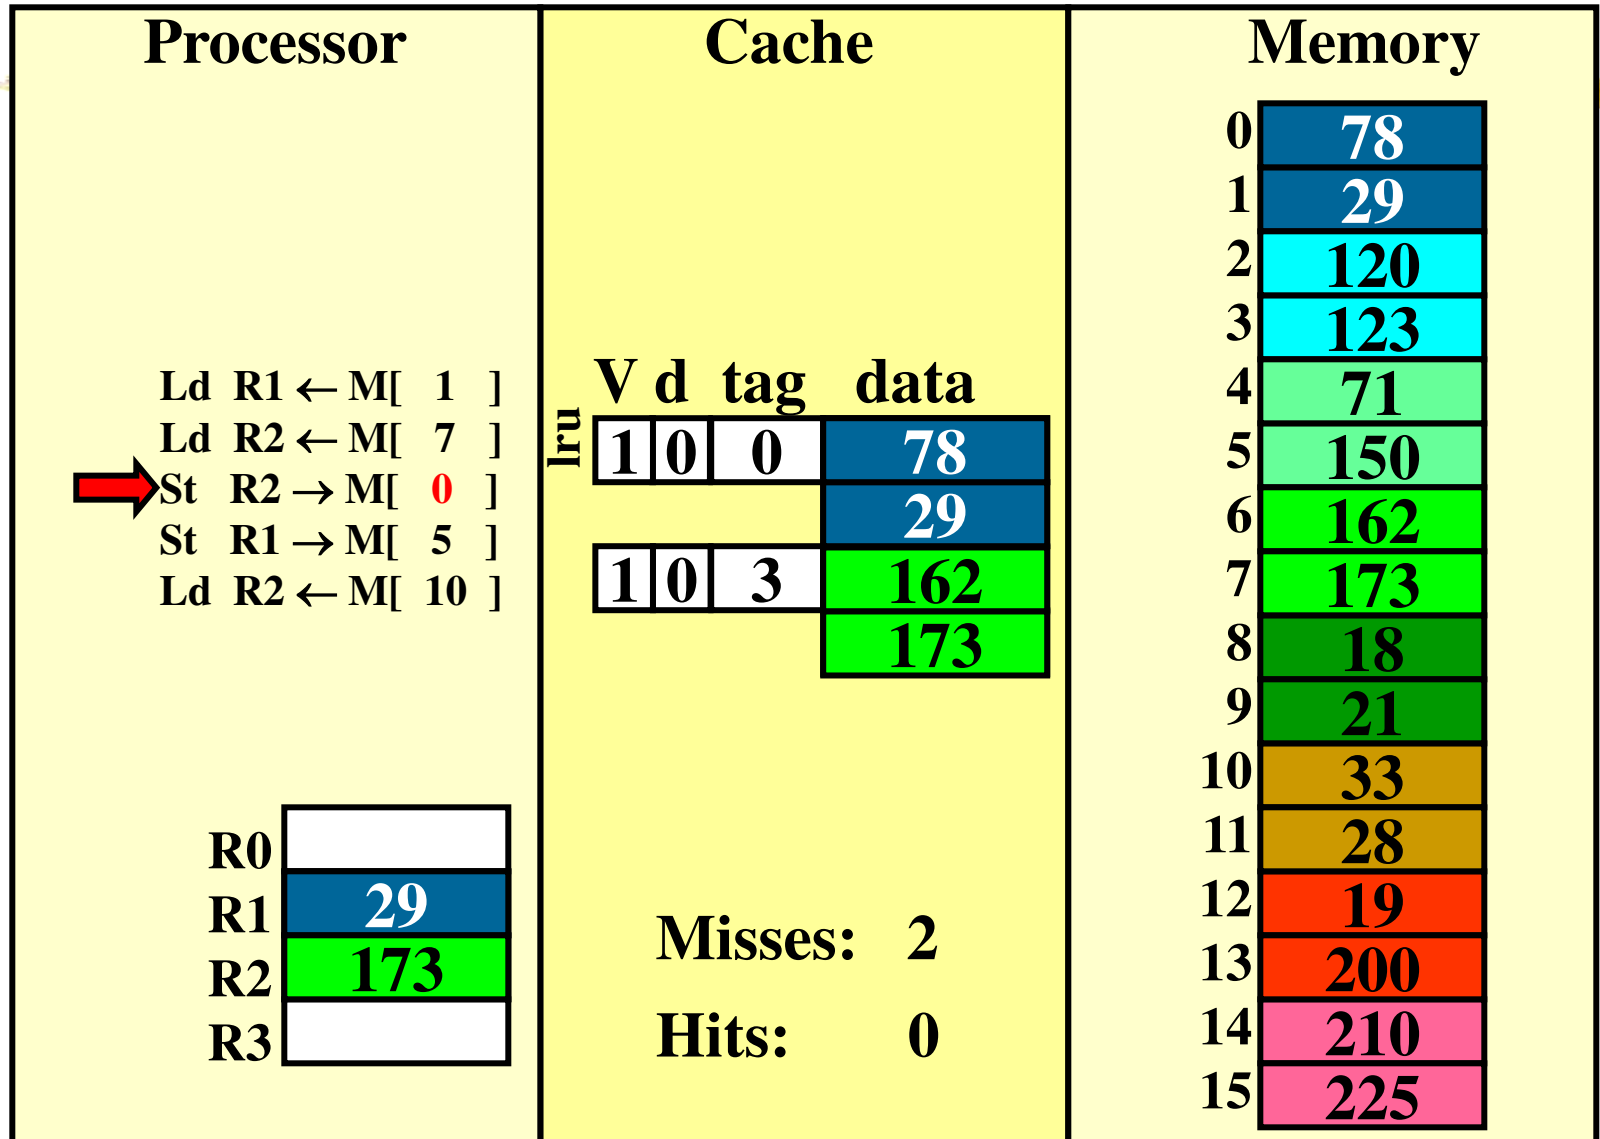 Processor
Ld R1 ← M[ 1 ]
Ld R2 ← M[ 7 ]
St R2 → M[ 0 ]
St R1 → M[ 5 ]
Ld R2 ← M[ 10 ]
R0
R1 29
R2 173
R3
Cache
V d tag data
lru
1 0 0 78
29
1 0 3 162
173
Misses: 2
Hits: 0
Memory
0 78
1 29
2 120
3 123
4 71
5 150
6 162
7 173
8 18
9 21
10 33
11 28
12 19
13 200
14 210
15 225